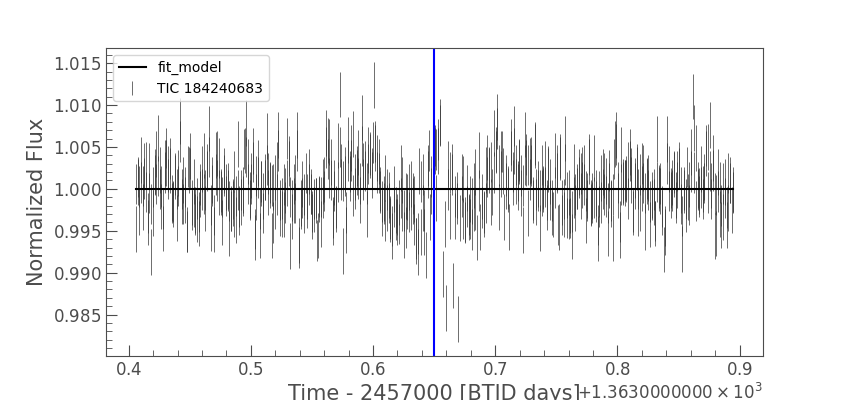 fit_model
TIC 184240683
1.015
1.010
1.005
1.000
0.995
0.990
0.985
Normalized Flux
0.4 0.5 0.6 0.7 0.8 0.9
Time - 2457000 [BTJD days]
+1.3630000000 × 10³